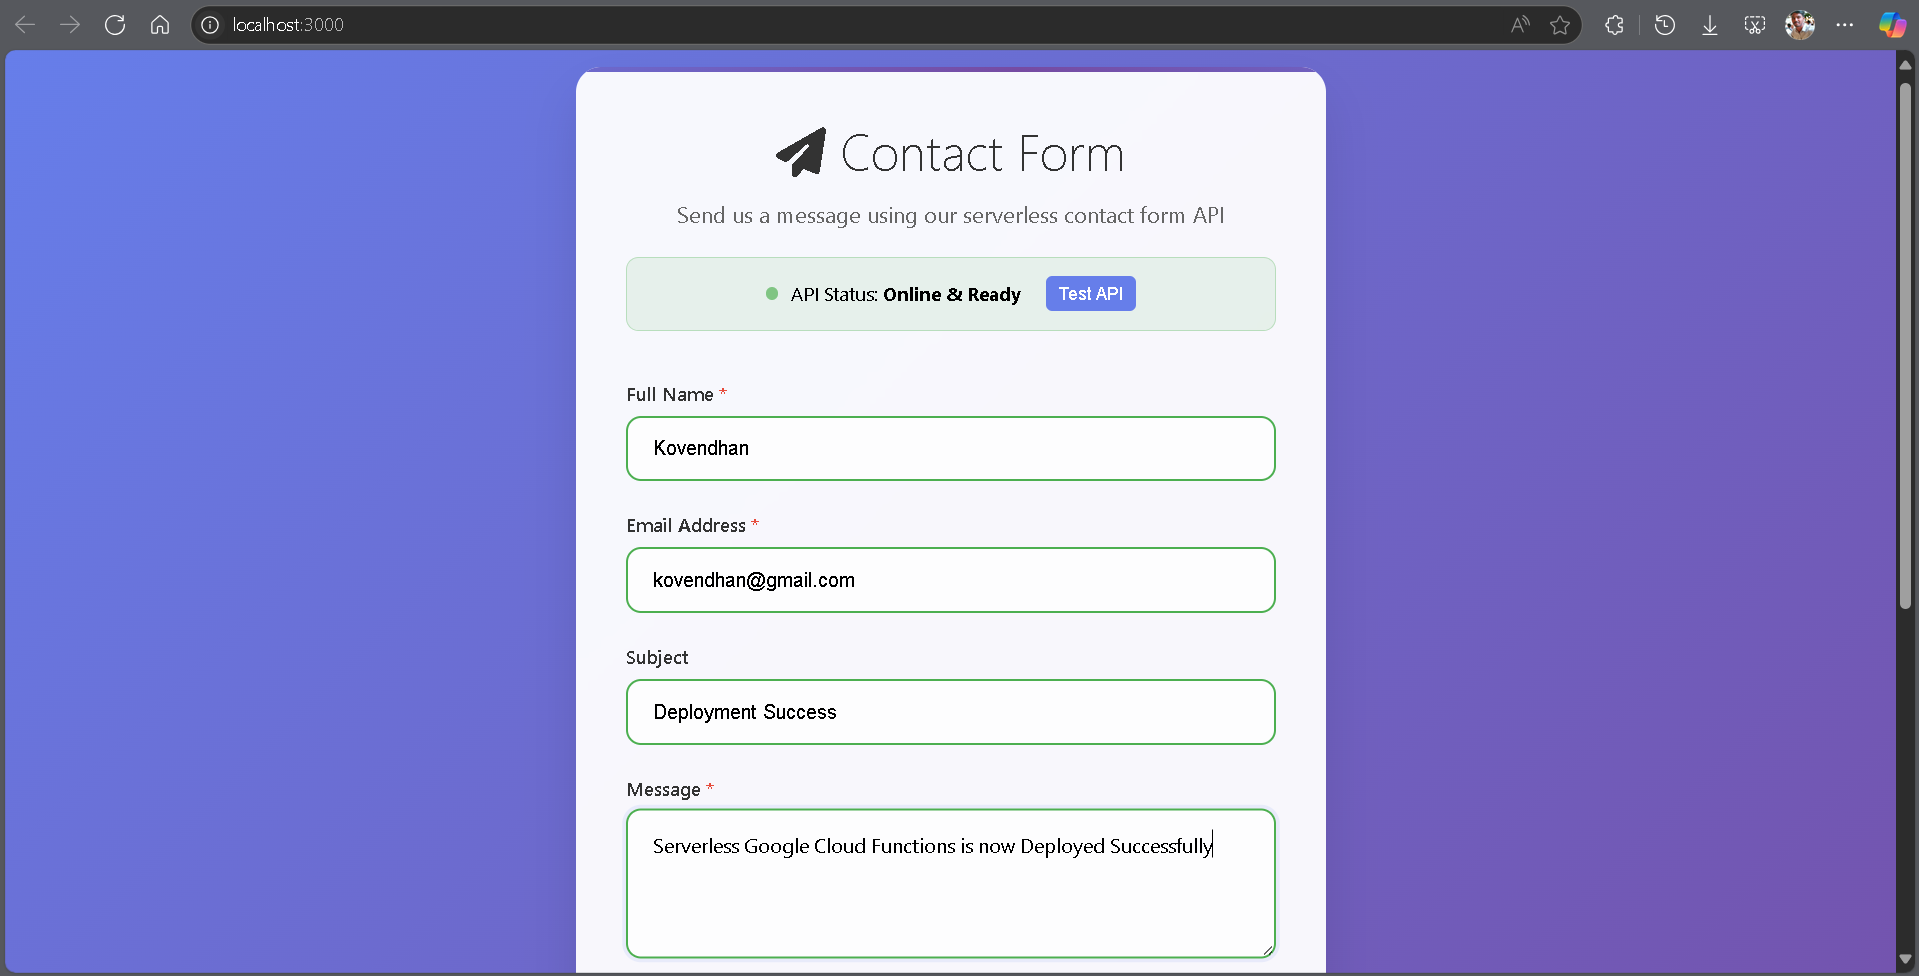 localhost:3000
Contact Form
Send us a message using our serverless contact form API
API Status: Online & Ready Test API
Full Name *
Kovendhan
Email Address *
kovendhan@gmail.com
Subject
Deployment Success
Message *
Serverless Google Cloud Functions is now Deployed Successfully